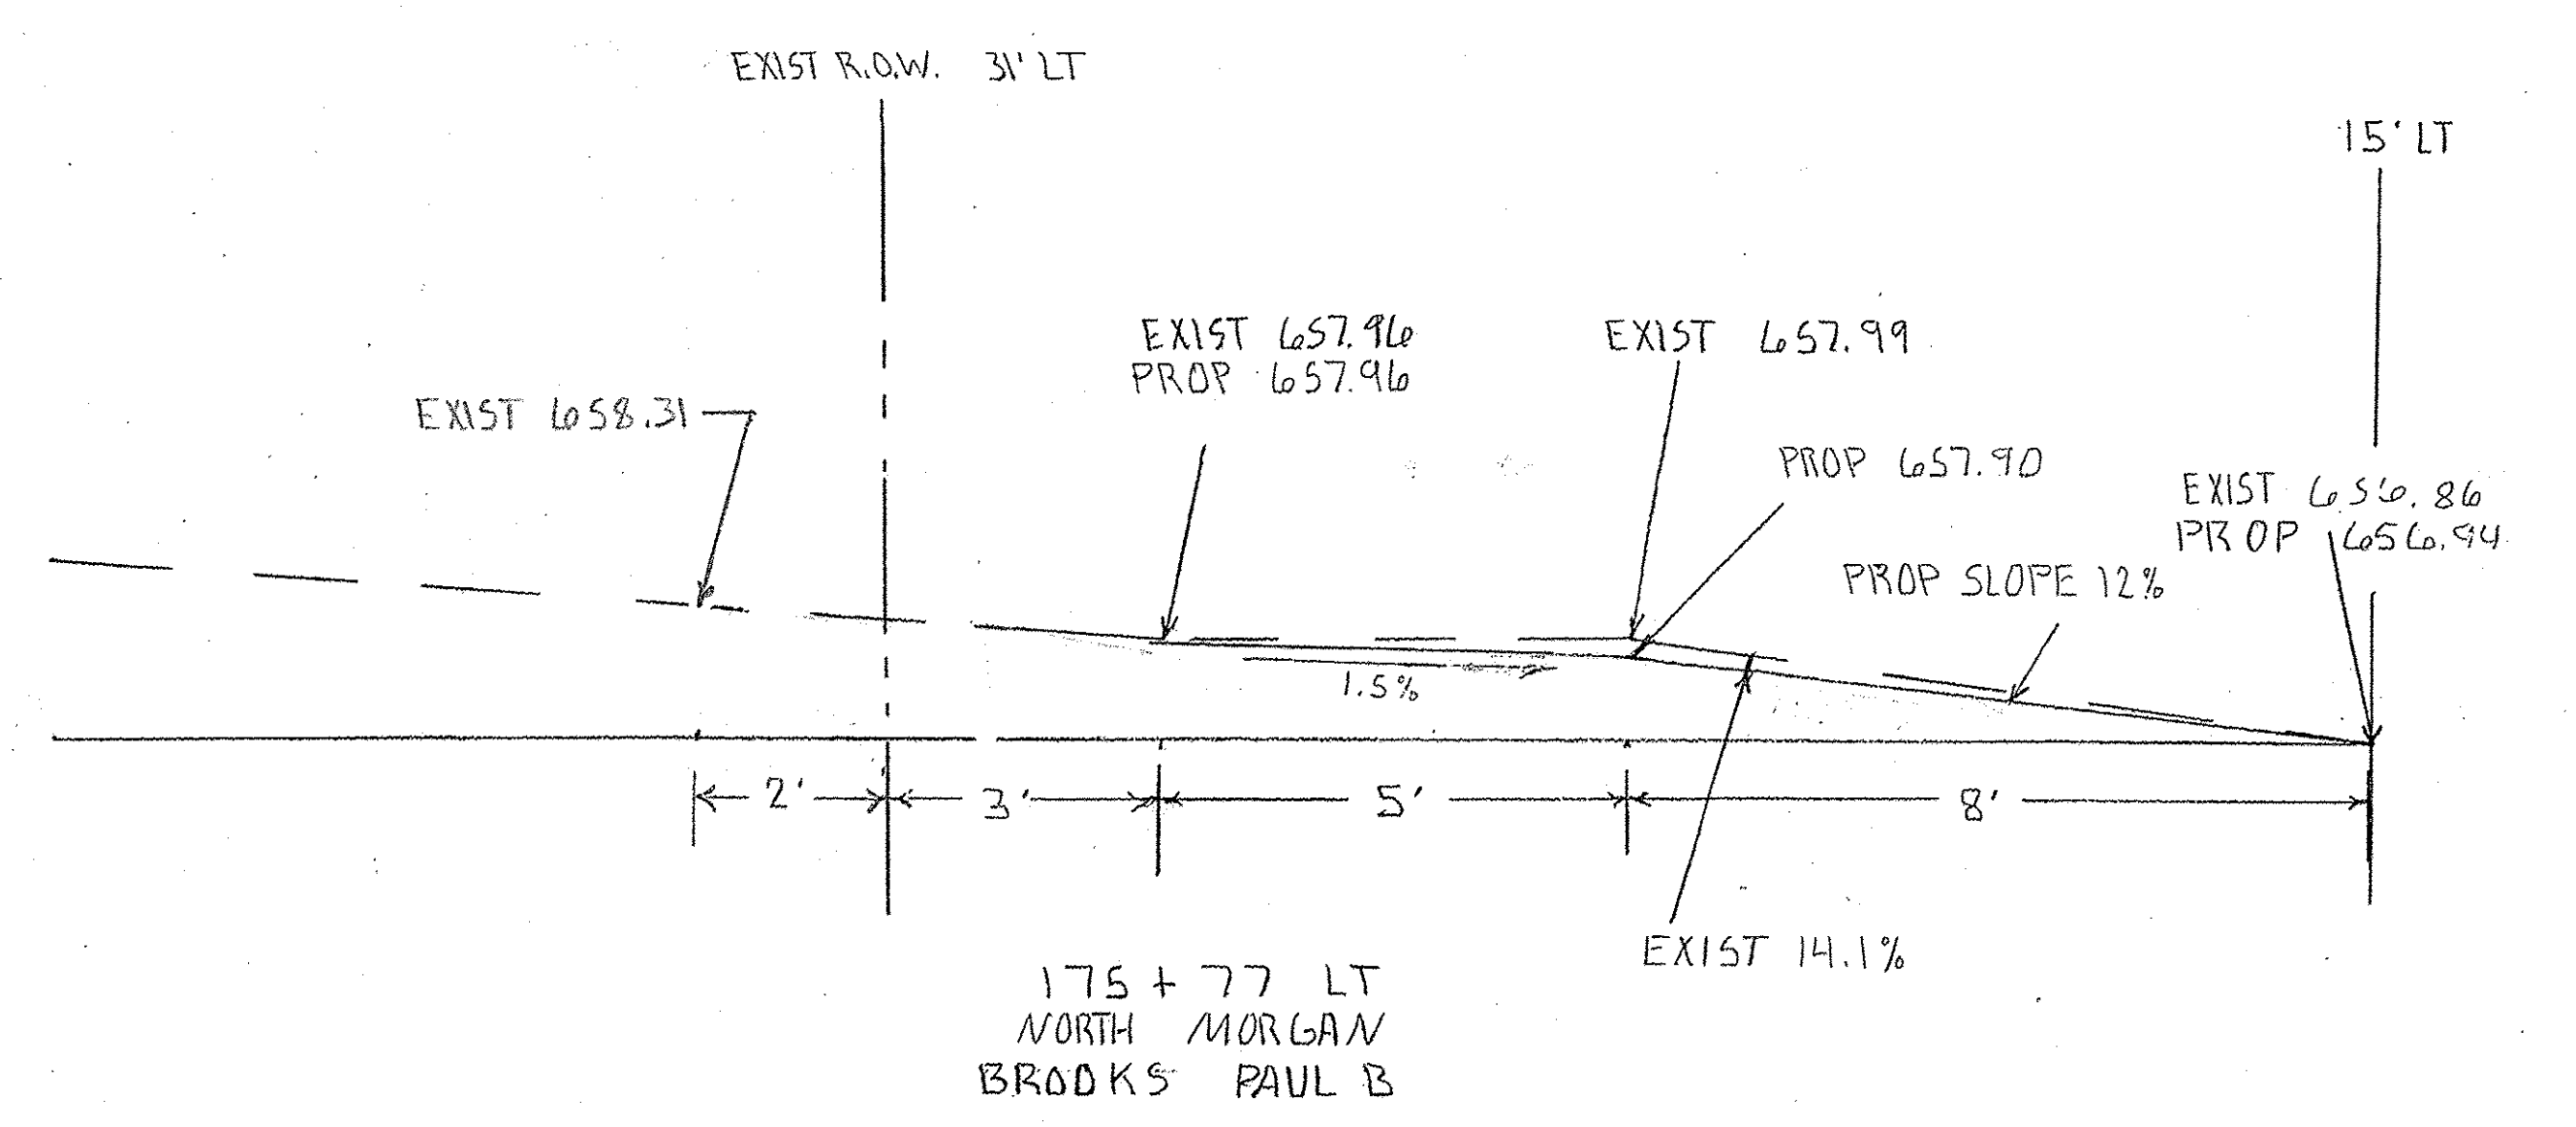 EXIST R.O.W. 31' LT
15' LT
EXIST 657.96
PROP 657.96
EXIST 657.99
EXIST 658.31
PROP 657.90
EXIST 656.86
PROP 656.94
PROP SLOPE 12%
1.5%
2'
3'
5'
8'
EXIST 14.1%
175+77 LT
NORTH MORGAN
BROOKS PAUL B